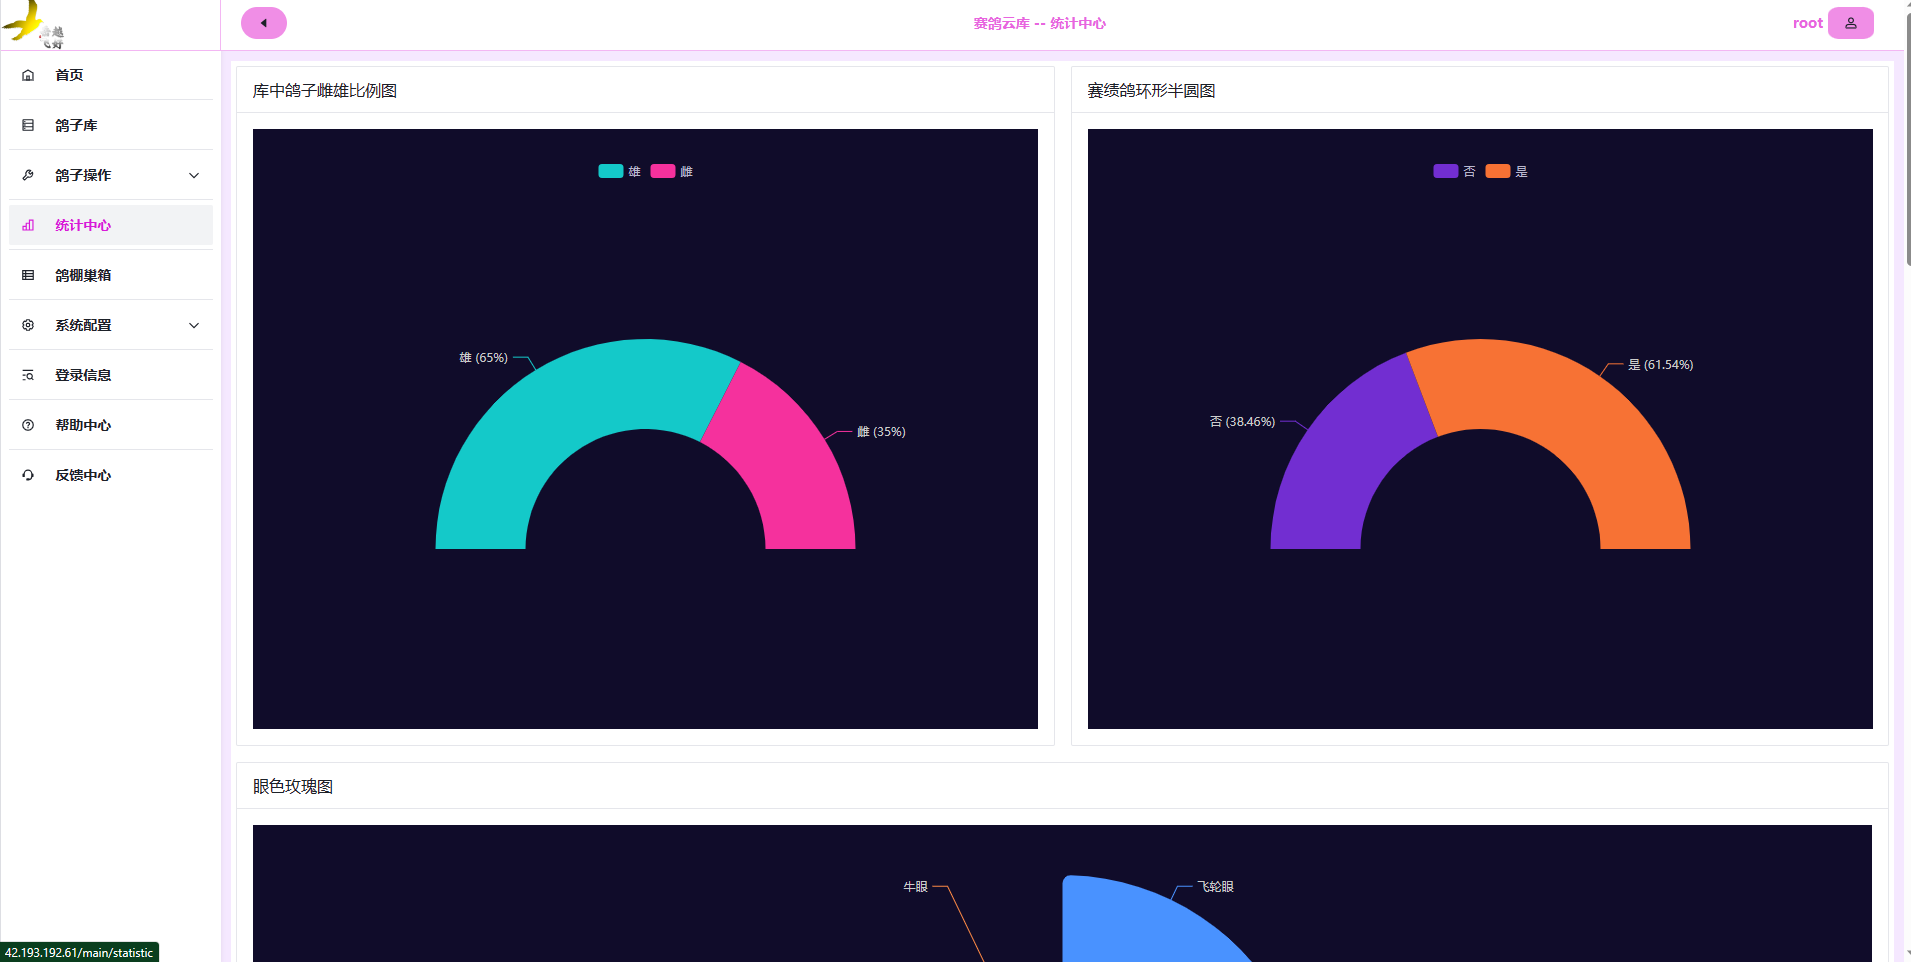 赛鸽云库 -- 统计中心
root
首页
鸽子库
鸽子操作
统计中心
鸽棚巢箱
系统配置
登录信息
帮助中心
反馈中心
库中鸽子雌雄比例图
雄 雌
雄 (65%)
雌 (35%)
赛绩鸽环形半圆图
否 是
否 (38.46%)
是 (61.54%)
眼色玫瑰图
牛眼
飞轮眼
42.193.192.61/main/statistic